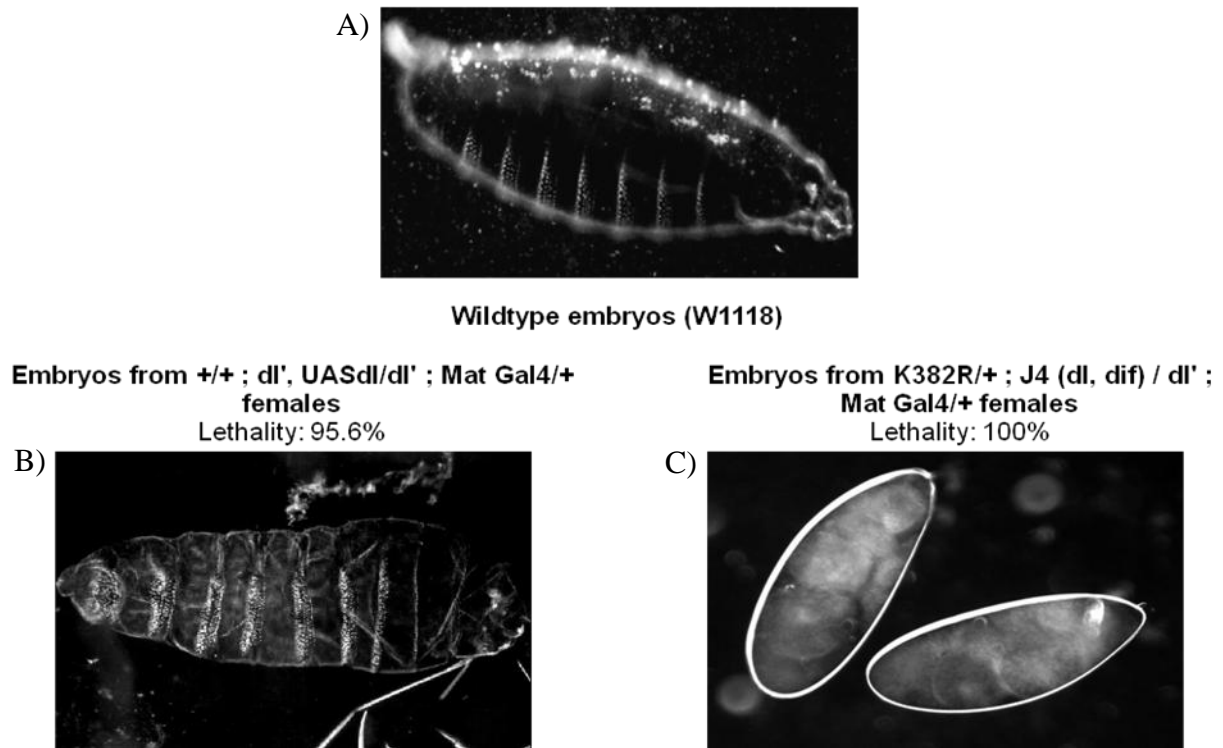 A)
Wildtype embryos (W1118)
Embryos from +/+ ; dl', UASdl/dl' ; Mat Gal4/+
females
Lethality: 95.6%
B)
Embryos from K382R/+ ; J4 (dl, dif) / dl' ;
Mat Gal4/+ females
Lethality: 100%
C)